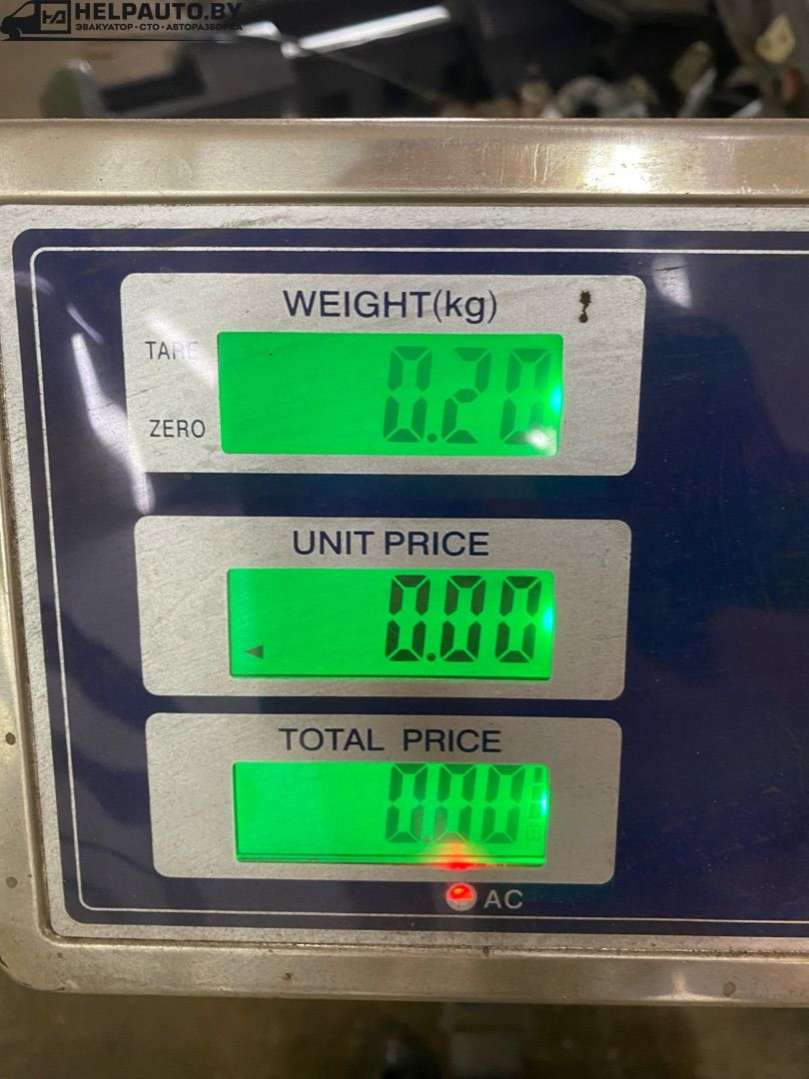 HELPAUTO.BY
ЭВАКУАТОР • СТО • АВТОРАЗБОРКА
WEIGHT(kg)
TARE
0.20
ZERO
UNIT PRICE
0.00
TOTAL PRICE
0.00
AC